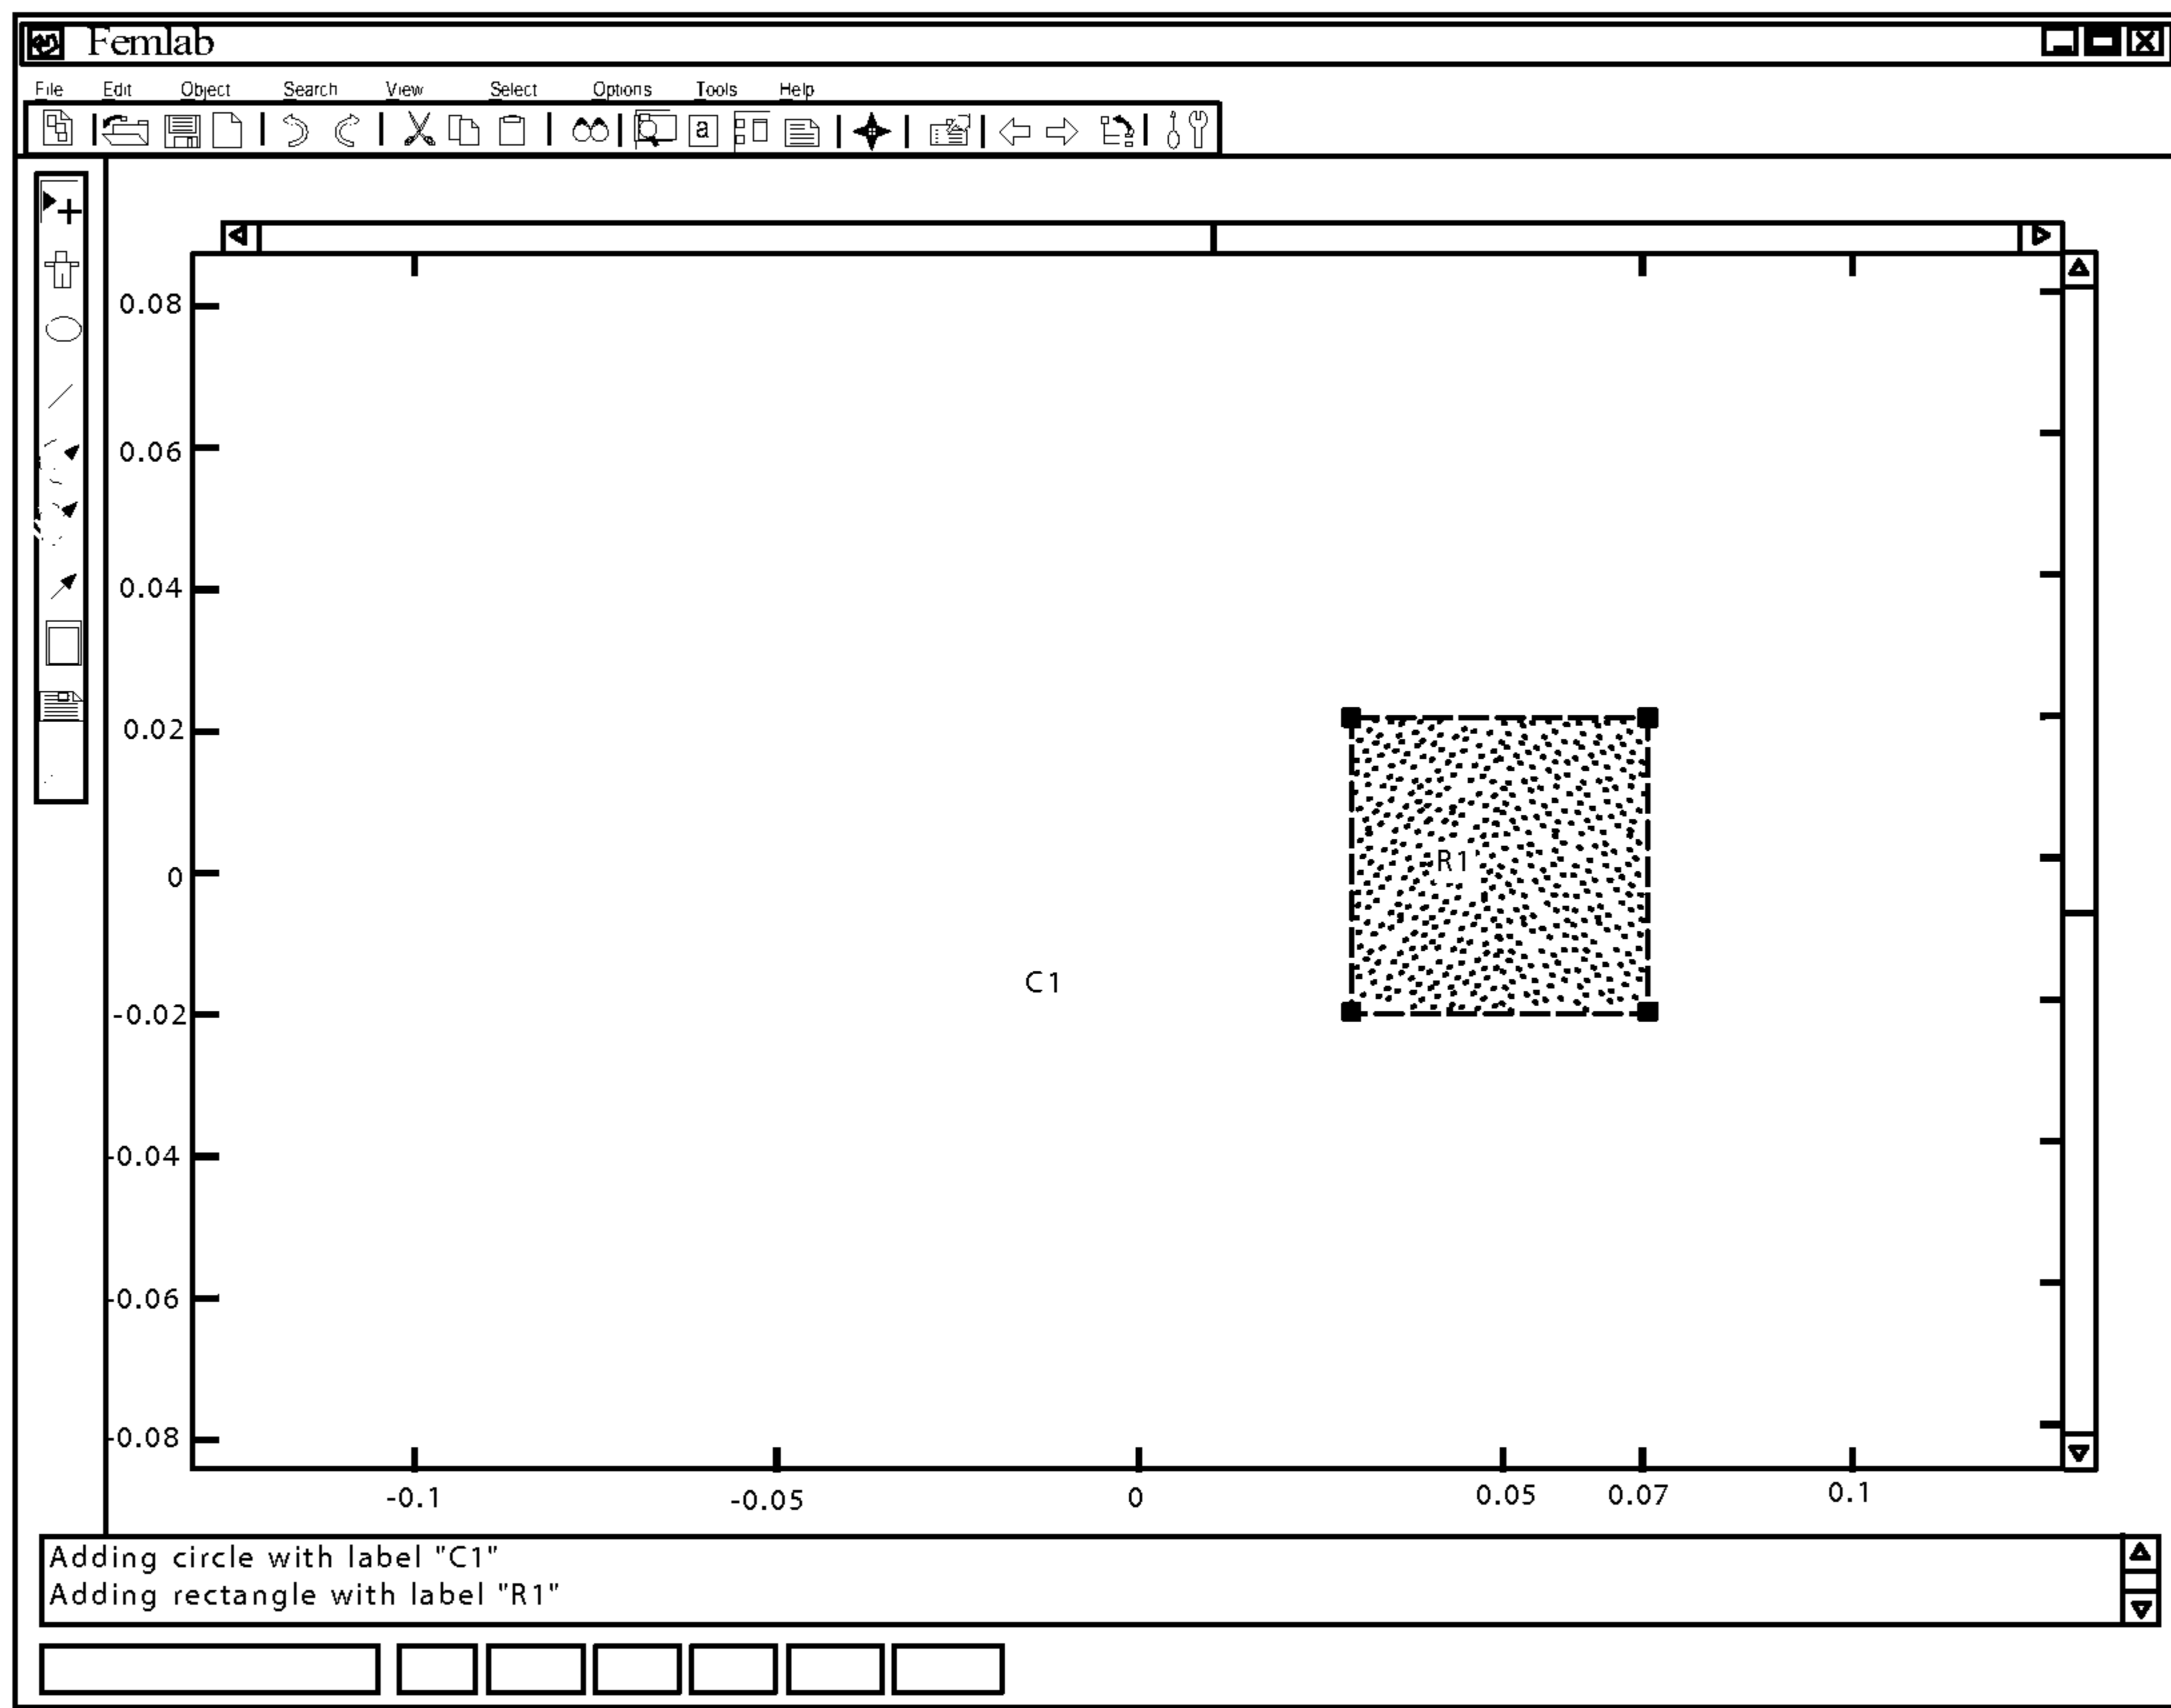 Femlab
File Edit Object Search View Select Options Tools Help
a
0.08
0.06
0.04
0.02
0
-0.02
-0.04
-0.06
-0.08
R1
C1
-0.1 -0.05 0 0.05 0.07 0.1
Adding circle with label "C1"
Adding rectangle with label "R1"